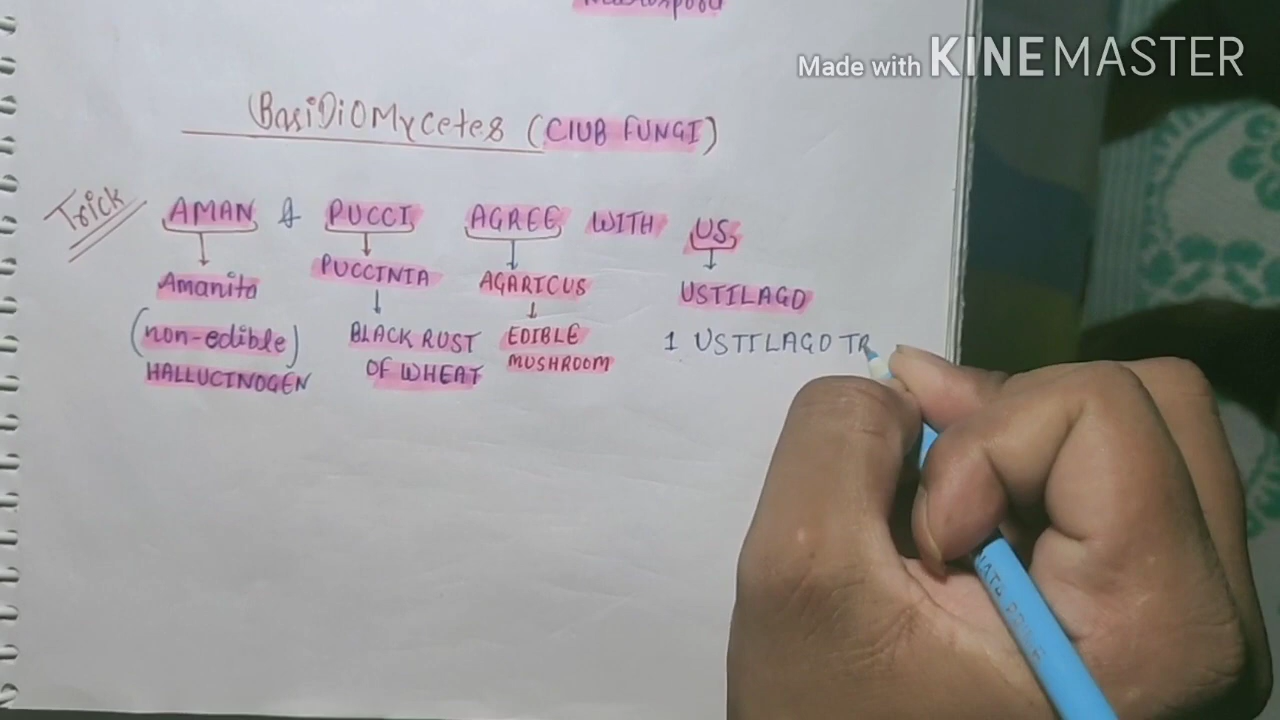 Made with KINEMASTER
BasiDiOMycetes (ClUB FUNGI)
Trick
AMAN & PUCCI AGREE WITH US
Amanita PUCCINIA AGARICUS USTILAGO
(non-edible) BLACK RUST EDIBLE 1 USTILAGO TR
HALLUCINOGEN OF WHEAT MUSHROOM